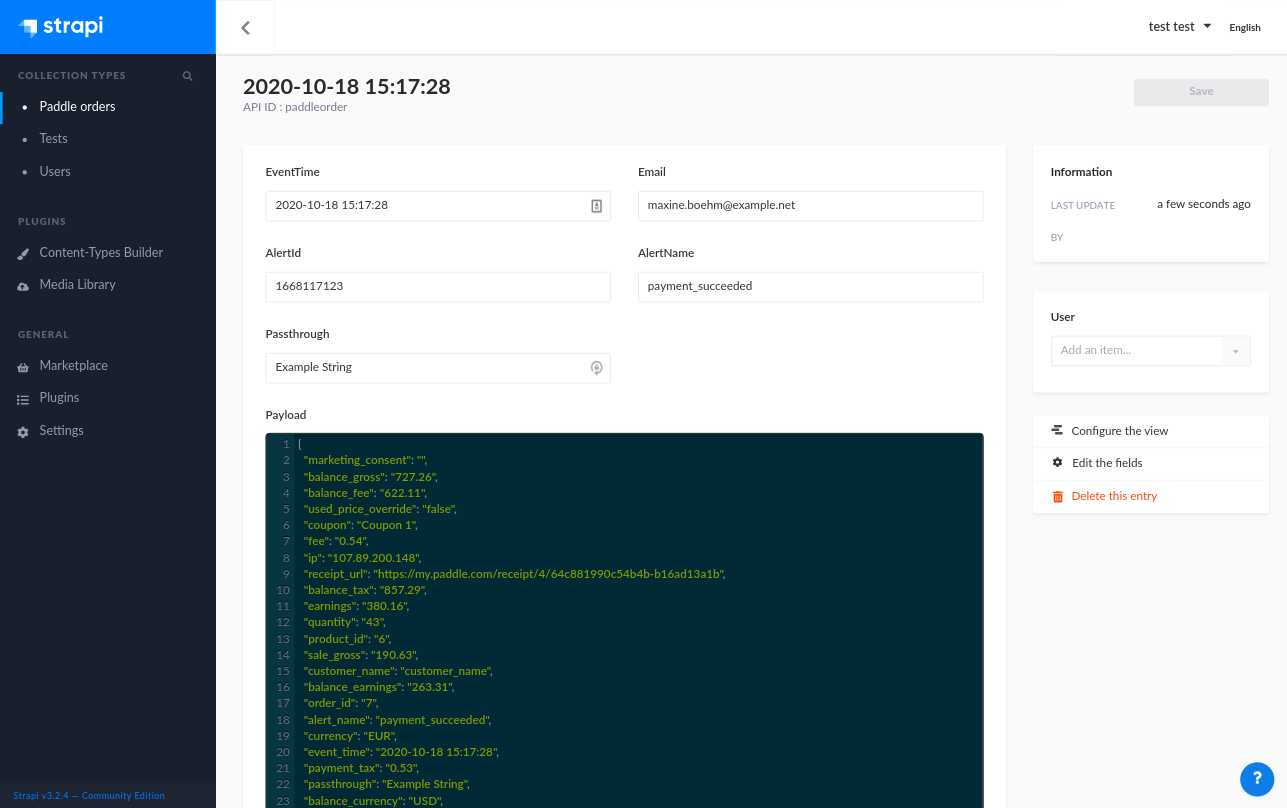 strapi
test test
English
COLLECTION TYPES
Paddle orders
Tests
Users
PLUGINS
Content-Types Builder
Media Library
GENERAL
Marketplace
Plugins
Settings
Strapi v3.2.4 — Community Edition
2020-10-18 15:17:28
API ID : paddleorder
Save
EventTime
2020-10-18 15:17:28
Email
maxine.boehm@example.net
AlertId
1668117123
AlertName
payment_succeeded
Passthrough
Example String
Payload
1 {
2 "marketing_consent": "",
3 "balance_gross": "727.26",
4 "balance_fee": "622.11",
5 "used_price_override": "false",
6 "coupon": "Coupon 1",
7 "fee": "0.54",
8 "ip": "107.89.200.148",
9 "receipt_url": "https://my.paddle.com/receipt/4/64c881990c54b4b-b16ad13a1b",
10 "balance_tax": "857.29",
11 "earnings": "380.16",
12 "quantity": "43",
13 "product_id": "6",
14 "sale_gross": "190.63",
15 "customer_name": "customer_name",
16 "balance_earnings": "263.31",
17 "order_id": "7",
18 "alert_name": "payment_succeeded",
19 "currency": "EUR",
20 "event_time": "2020-10-18 15:17:28",
21 "payment_tax": "0.53",
22 "passthrough": "Example String",
23 "balance_currency": "USD",
Information
LAST UPDATE
a few seconds ago
BY
User
Add an item...
Configure the view
Edit the fields
Delete this entry
?